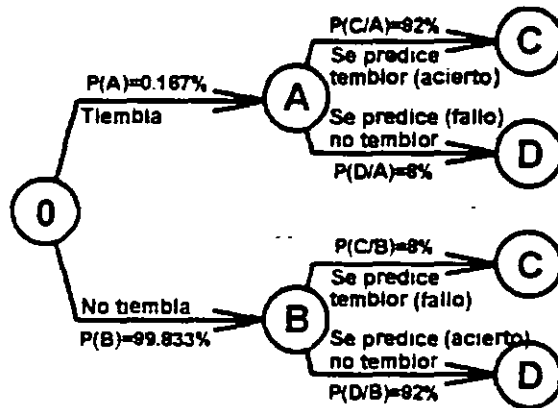 P(C/A)=92%
C
Se predice
temblor (acierto)
P(A)=0.167%
Tiembla
A
Se predice (fallo)
no temblor
D
P(D/A)=8%
0
P(C/B)=8%
C
Se predice
temblor (fallo)
No tiembla
P(B)=99.833%
B
Se predice (acierto)
no temblor
D
P(D/B)=92%